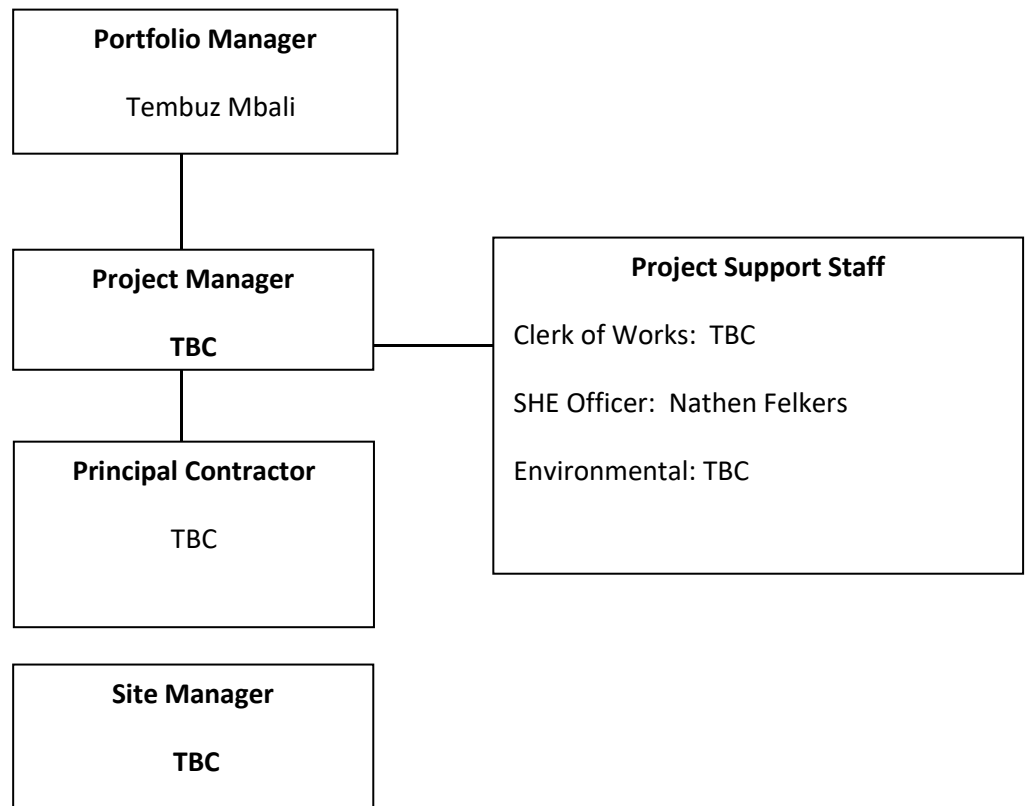 Portfolio Manager
Tembuz Mbali
Project Manager
TBC
Project Support Staff
Clerk of Works:  TBC
SHE Officer:  Nathen Felkers
Environmental: TBC
Principal Contractor
TBC
Site Manager
TBC